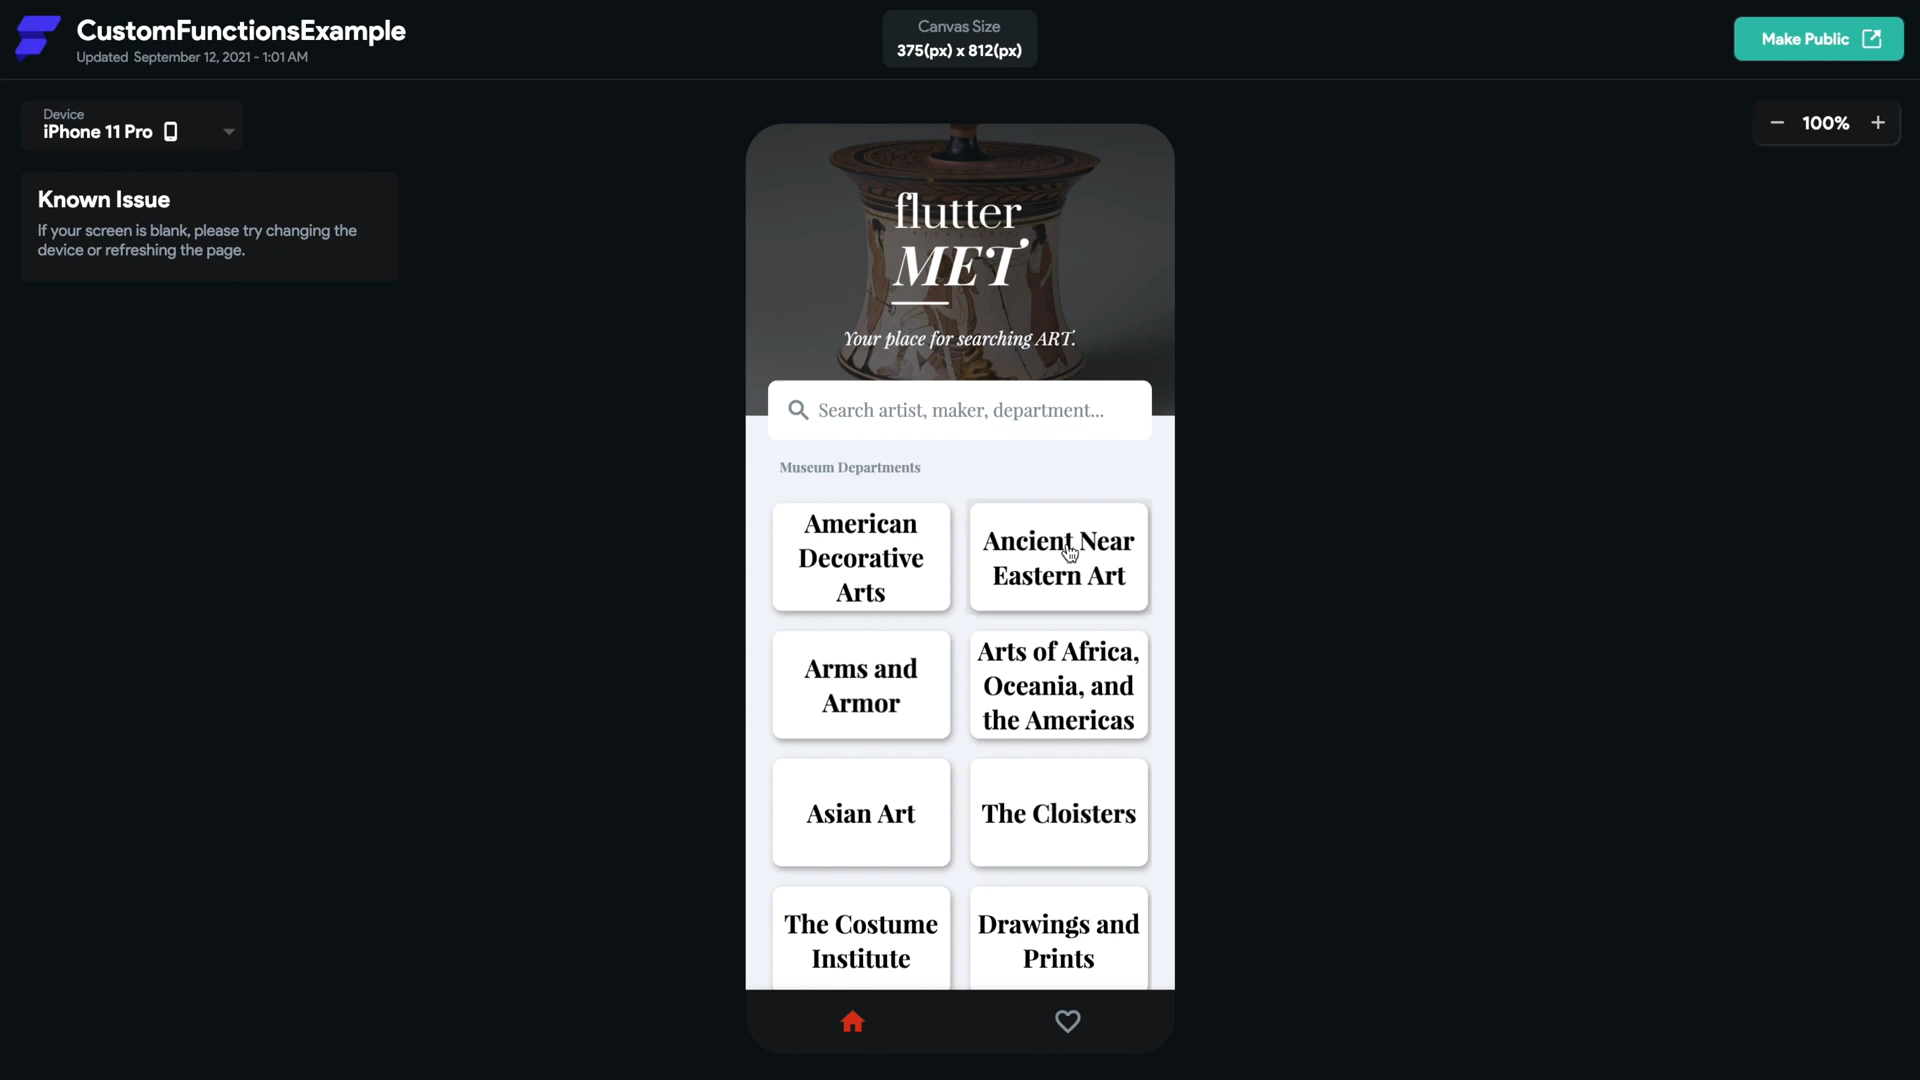 CustomFunctionsExample
Updated September 12, 2021 - 1:01 AM
Canvas Size
375(px) x 812(px)
Make Public
Device
iPhone 11 Pro
100%
Known Issue
If your screen is blank, please try changing the
device or refreshing the page.
flutter
MET
Your place for searching ART.
Search artist, maker, department...
Museum Departments
American
Decorative
Arts
Ancient Near
Eastern Art
Arms and
Armor
Arts of Africa,
Oceania, and
the Americas
Asian Art
The Cloisters
The Costume
Institute
Drawings and
Prints